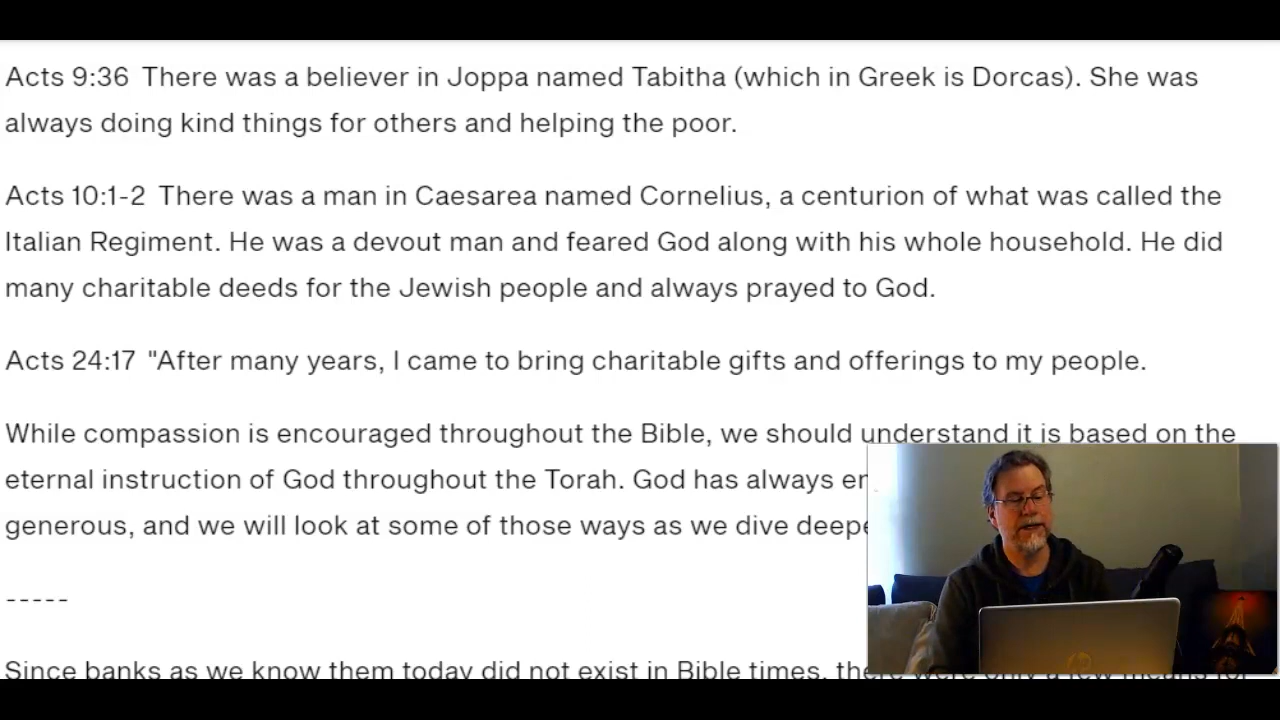 Acts 9:36 There was a believer in Joppa named Tabitha (which in Greek is Dorcas). She was
always doing kind things for others and helping the poor.
Acts 10:1-2 There was a man in Caesarea named Cornelius, a centurion of what was called the
Italian Regiment. He was a devout man and feared God along with his whole household. He did
many charitable deeds for the Jewish people and always prayed to God.
Acts 24:17 "After many years, I came to bring charitable gifts and offerings to my people.
While compassion is encouraged throughout the Bible, we should understand it is based on the
eternal instruction of God throughout the Torah. God has always
generous, and we will look at some of those ways as we dive
-----
Since banks as we know them today did not exist in Bible times, there were only a few means for